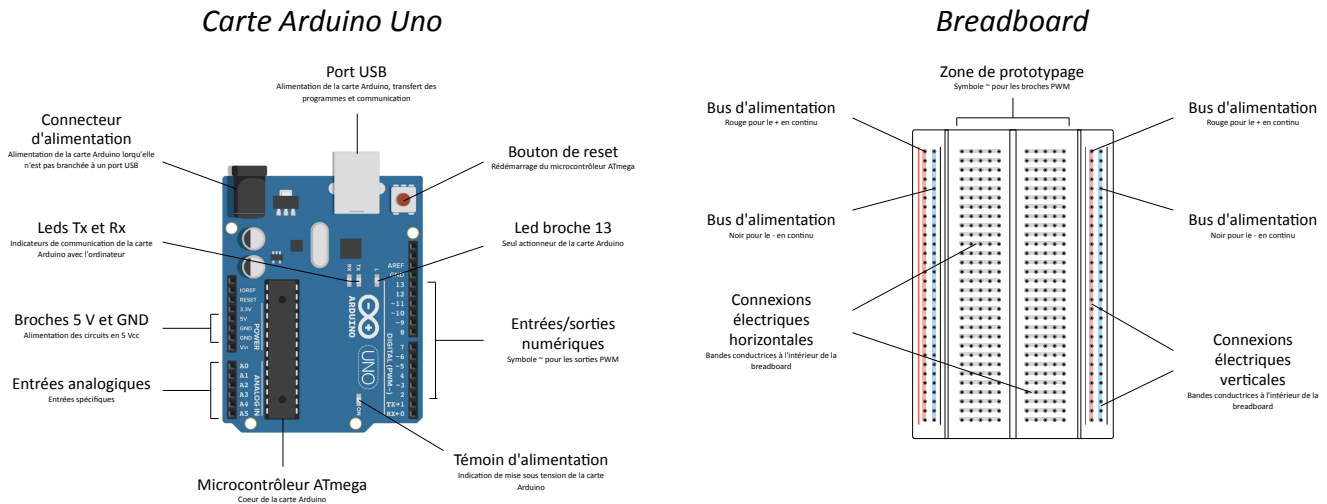 Carte Arduino Uno
Port USB
Alimentation de la carte Arduino, transfert des
programmes et communication
Connecteur
d'alimentation
Alimentation de la carte Arduino lorqu'elle
n'est pas branchée à un port USB
Bouton de reset
Rédémarrage du microcontrôleur ATmega
Leds Tx et Rx
Indicateurs de communication de la carte
Arduino avec l'ordinateur
Led broche 13
Seul actionneur de la carte Arduino
Broches 5 V et GND
Alimentation des circuits en 5 Vcc
Entrées/sorties
numériques
Symbole ~ pour les sorties PWM
Entrées analogiques
Entrées spécifiques
Témoin d'alimentation
Indication de mise sous tension de la carte
Arduino
Microcontrôleur ATmega
Coeur de la carte Arduino
RX
TX
L
AREF
GND
13
12
~11
~10
~9
8
7
~6
~5
4
~3
2
TX→1
RX←0
IOREF
RESET
3.3V
5V
GND
GND
Vin
POWER
A0
A1
A2
A3
A4
A5
ANALOG IN
ARDUINO
UNO
DIGITAL (PWM~)
ON
Breadboard
Zone de prototypage
Symbole ~ pour les broches PWM
Bus d'alimentation
Rouge pour le + en continu
Bus d'alimentation
Rouge pour le + en continu
Bus d'alimentation
Noir pour le - en continu
Bus d'alimentation
Noir pour le - en continu
Connexions
électriques
horizontales
Bandes conductrices à l'intérieur de la
breadboard
Connexions
électriques
verticales
Bandes conductrices à l'intérieur de la
breadboard